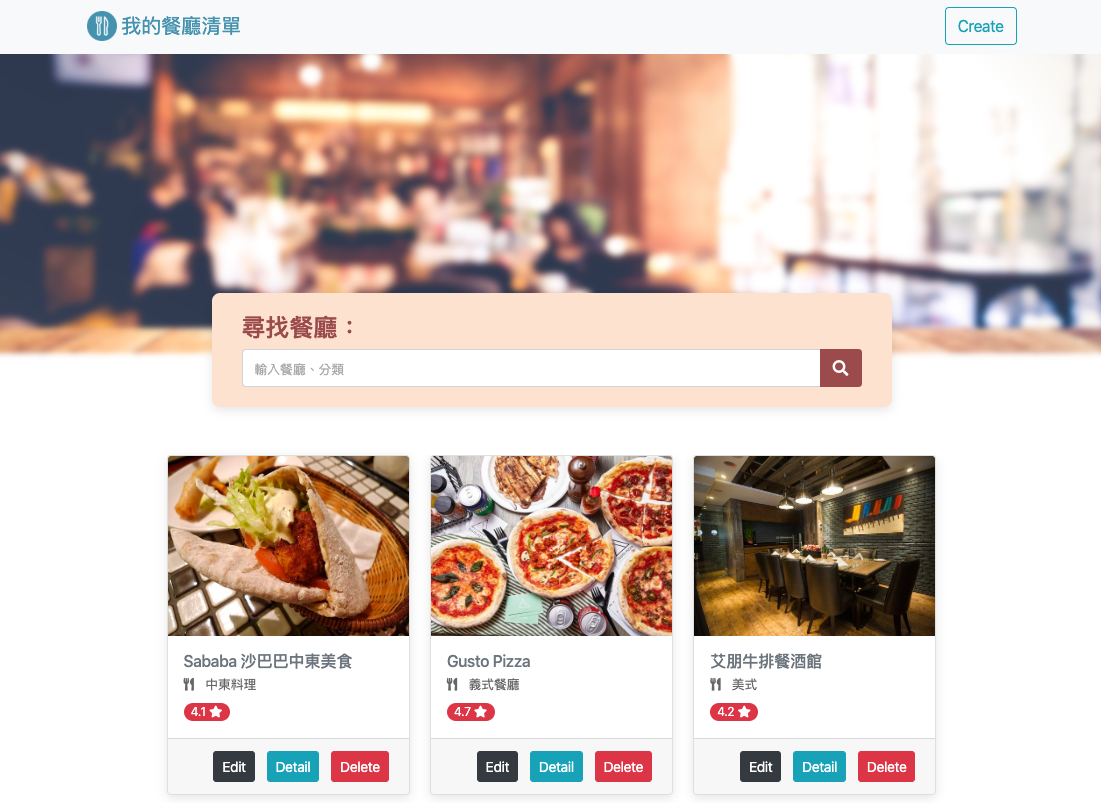 我的餐廳清單
Create
尋找餐廳：
輸入餐廳、分類
Sababa 沙巴巴中東美食
中東料理
4.1
Edit Detail Delete
Gusto Pizza
義式餐廳
4.7
Edit Detail Delete
艾朋牛排餐酒館
美式
4.2
Edit Detail Delete